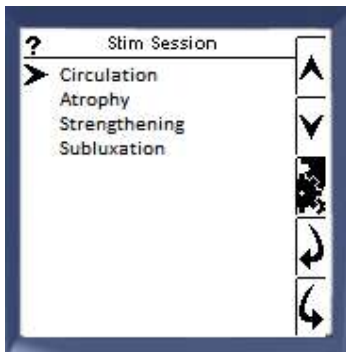 ? Stim Session
Circulation
Atrophy
Strengthening
Subluxation